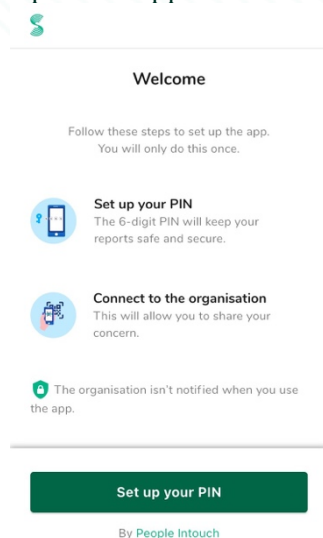 Welcome
Follow these steps to set up the app.
You will only do this once.
Set up your PIN
The 6-digit PIN will keep your
reports safe and secure.
Connect to the organisation
This will allow you to share your
concern.
The organisation isn't notified when you use
the app.
Set up your PIN
By People Intouch